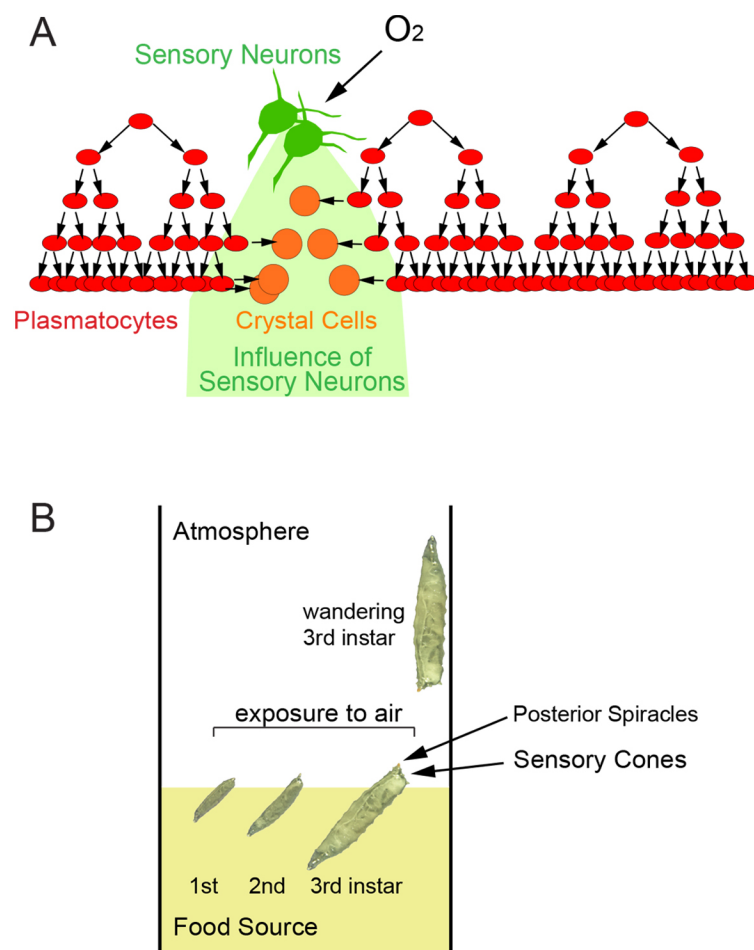 A
O2
Sensory Neurons
Plasmatocytes
Crystal Cells
Influence of
Sensory Neurons
B
Atmosphere
wandering
3rd instar
exposure to air
Posterior Spiracles
Sensory Cones
1st 2nd 3rd instar
Food Source